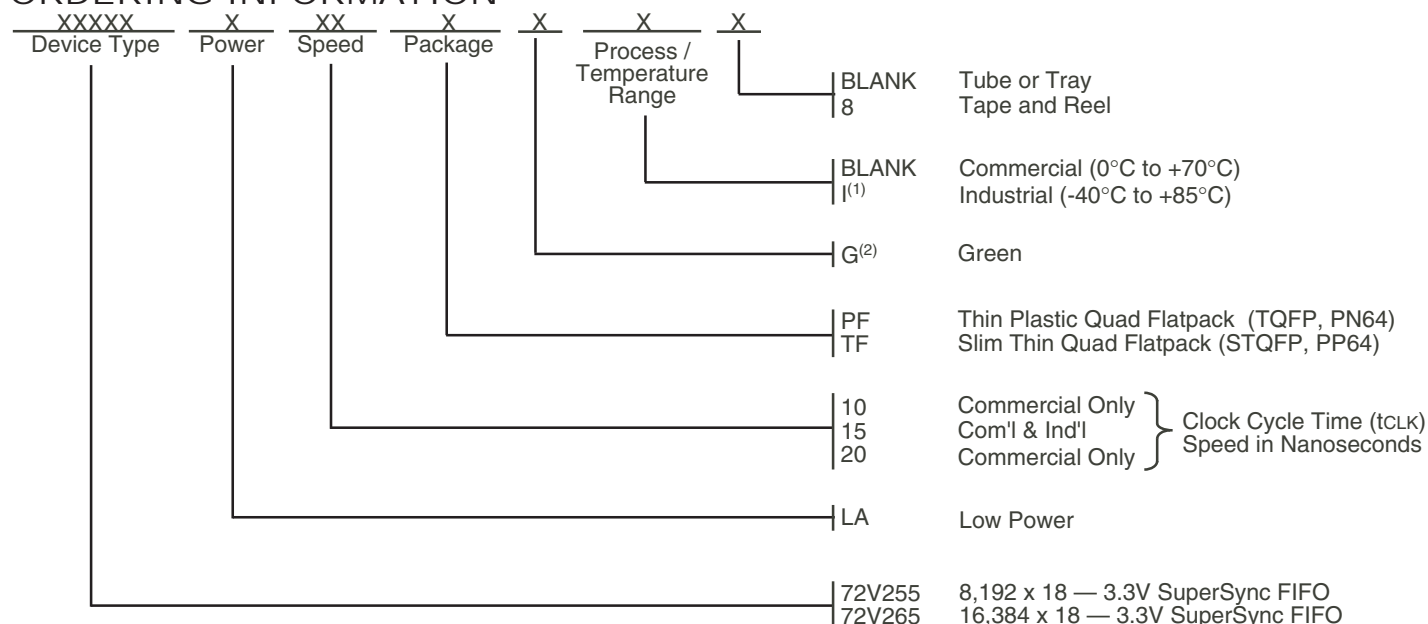 ORDERING INFORMATION
XXXXX X XX X X X X
Device Type Power Speed Package Process /
Temperature
Range
BLANK Tube or Tray
8 Tape and Reel
BLANK Commercial (0°C to +70°C)
I(1) Industrial (-40°C to +85°C)
G(2) Green
PF Thin Plastic Quad Flatpack (TQFP, PN64)
TF Slim Thin Quad Flatpack (STQFP, PP64)
10 Commercial Only
15 Com'l & Ind'l
20 Commercial Only
Clock Cycle Time (tCLK)
Speed in Nanoseconds
LA Low Power
72V255 8,192 x 18 — 3.3V SuperSync FIFO
72V265 16,384 x 18 — 3.3V SuperSync FIFO